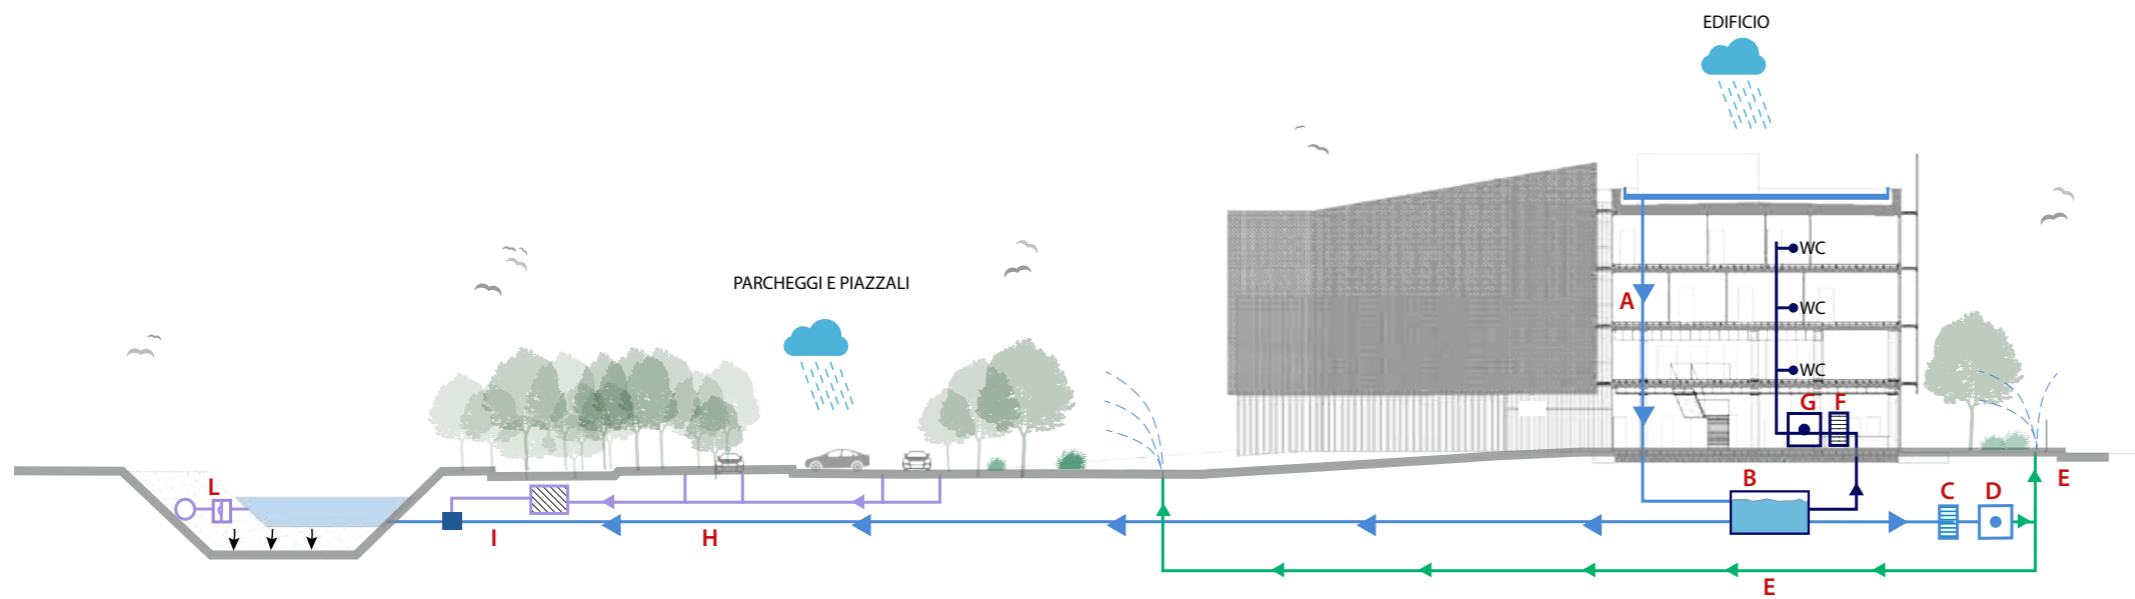 EDIFICIO
WC
A
WC
PARCHEGGI E PIAZZALI
WC
G F
L
B
C D
E
I
H
E